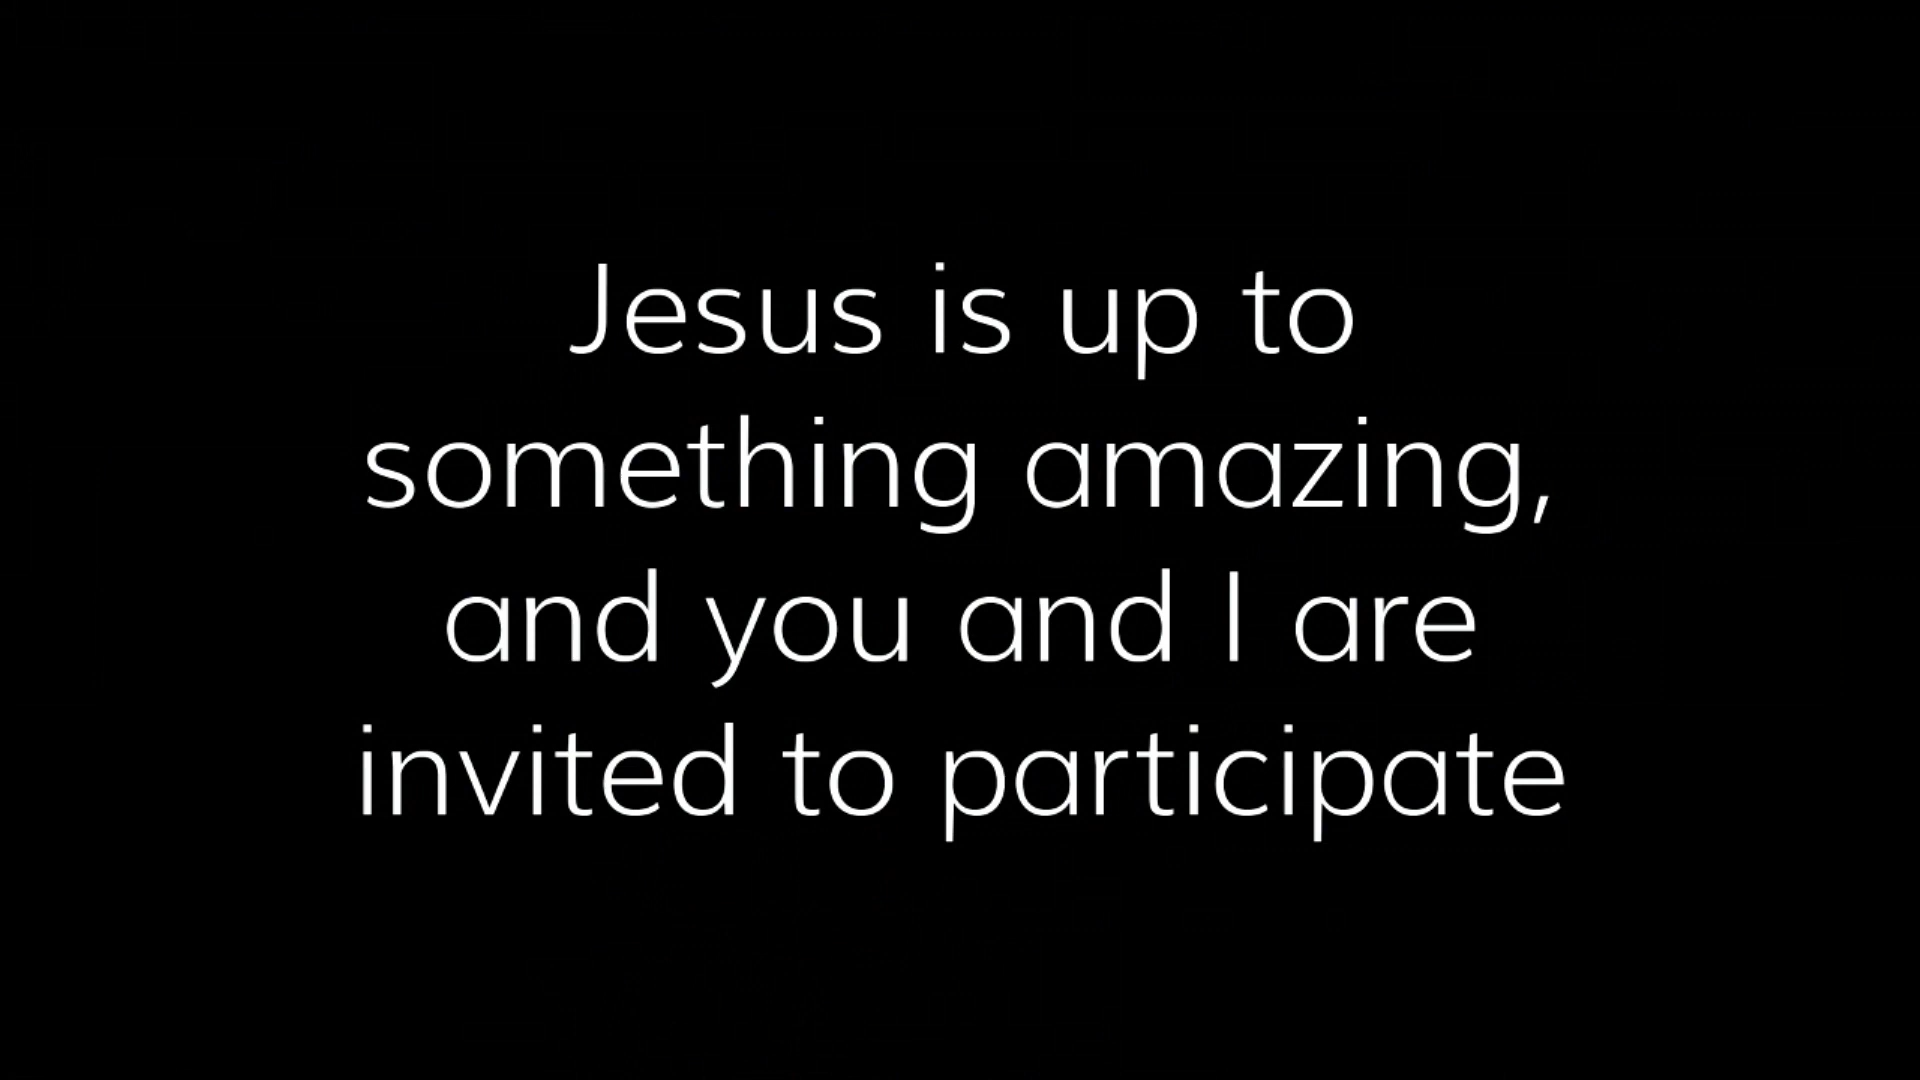 Jesus is up to
something amazing,
and you and I are
invited to participate